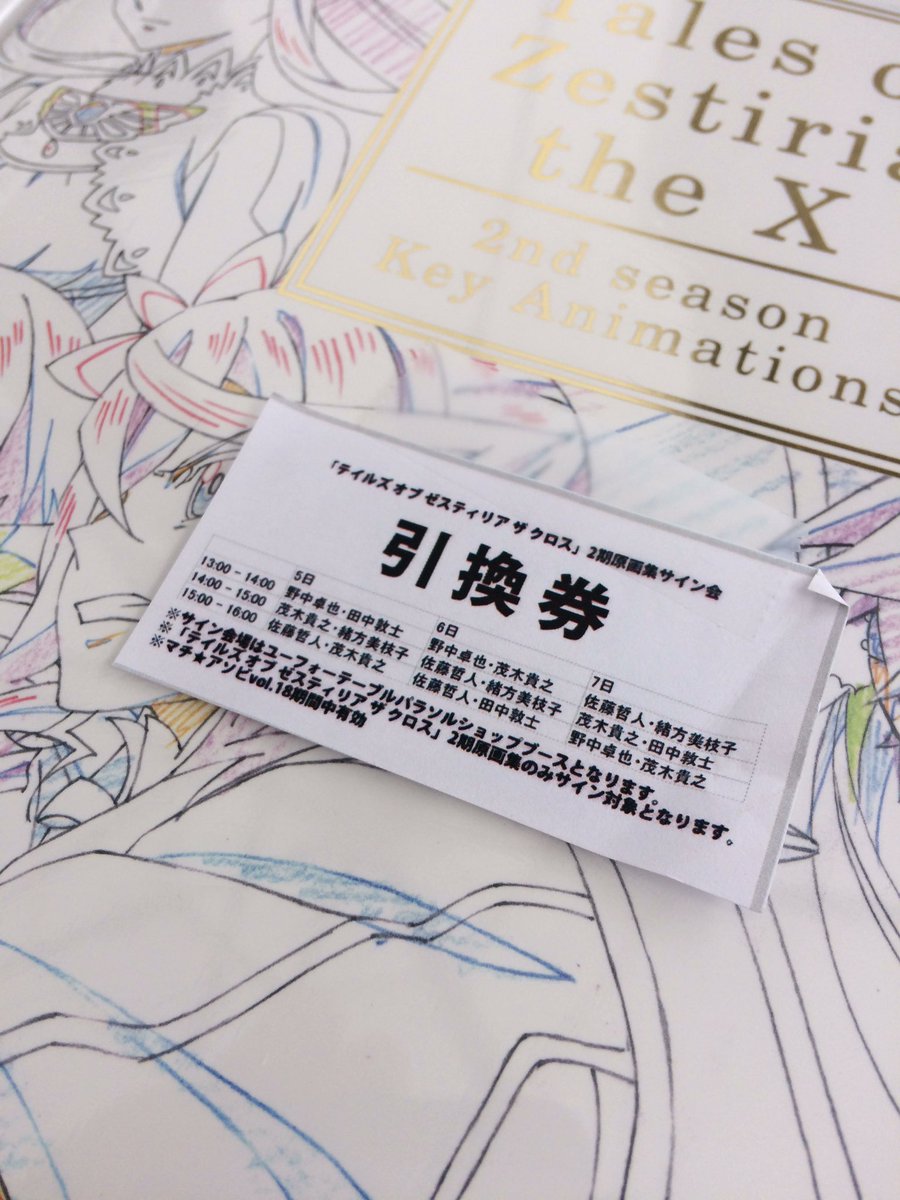 Tales o
Zestiria
the X
2nd season
Key Animations
「テイルズ オブ ゼスティリア ザ クロス」2期原画集サイン会
引換券
5日 6日 7日
13:00 - 14:00 野中卓也・田中敦士 野中卓也・茂木貴之 佐藤哲人・緒方美枝子
14:00 - 15:00 茂木貴之・緒方美枝子 佐藤哲人・緒方美枝子 茂木貴之・田中敦士
15:00 - 16:00 佐藤哲人・茂木貴之 佐藤哲人・田中敦士 野中卓也・茂木貴之
※サイン会場はユーフォーテーブルパラソルショップブースとなります。
※「テイルズ オブ ゼスティリア ザ クロス」2期原画集のみサイン対象となります。
※マチ★アソビvol.18期間中有効